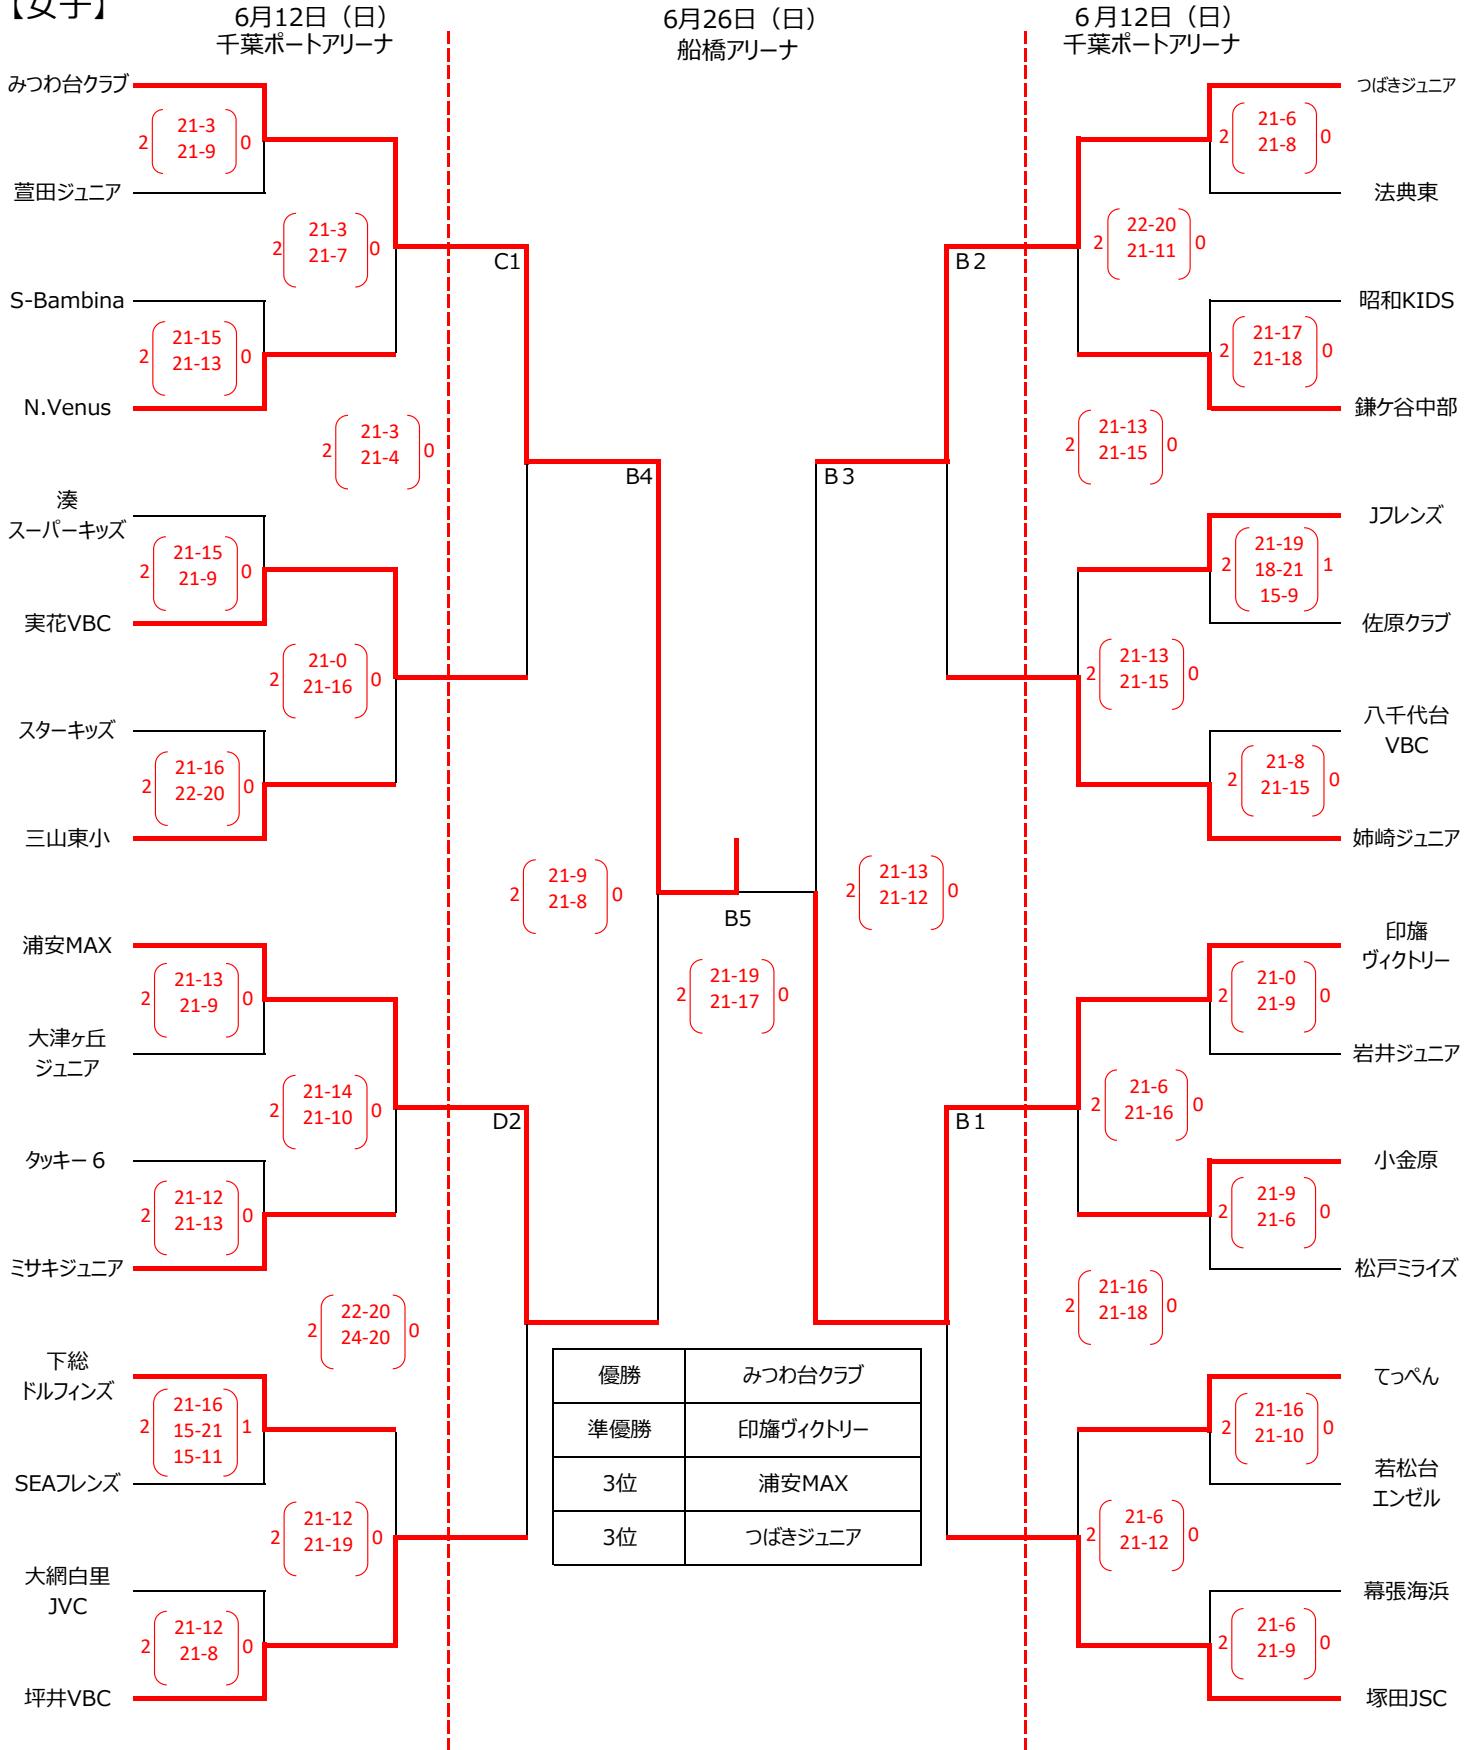 【女子】
6月12日（日）
千葉ポートアリーナ
6月26日（日）
船橋アリーナ
６月12日（日）
千葉ポートアリーナ
みつわ台クラブ
2 21-3 0
21-9
萱田ジュニア
2 21-3 0
21-7
C1
S-Bambina
2 21-15 0
21-13
N.Venus
2 21-3 0
21-4
B4
湊
スーパーキッズ
2 21-15 0
21-9
実花VBC
2 21-0 0
21-16
スターキッズ
2 21-16 0
22-20
三山東小
2 21-9 0
21-8
浦安MAX
2 21-13 0
21-9
大津ヶ丘
ジュニア
2 21-14 0
21-10
D2
タッキー６
2 21-12 0
21-13
ミサキジュニア
2 22-20 0
24-20
下総
ドルフィンズ
2 21-16 1
15-21
15-11
SEAフレンズ
2 21-12 0
21-19
大網白里
JVC
2 21-12 0
21-8
坪井VBC
B5
2 21-19 0
21-17
優勝 みつわ台クラブ
準優勝 印旛ヴィクトリー
3位 浦安MAX
3位 つばきジュニア
つばきジュニア
2 21-6 0
21-8
法典東
2 22-20 0
21-11
B２
昭和KIDS
2 21-17 0
21-18
鎌ケ谷中部
2 21-13 0
21-15
B３
Jフレンズ
2 21-19 1
18-21
15-9
佐原クラブ
2 21-13 0
21-15
八千代台
VBC
2 21-8 0
21-15
姉崎ジュニア
2 21-13 0
21-12
印旛
ヴィクトリー
2 21-0 0
21-9
岩井ジュニア
2 21-6 0
21-16
B１
小金原
2 21-9 0
21-6
松戸ミライズ
2 21-16 0
21-18
てっぺん
2 21-16 0
21-10
若松台
エンゼル
2 21-6 0
21-12
幕張海浜
2 21-6 0
21-9
塚田JSC